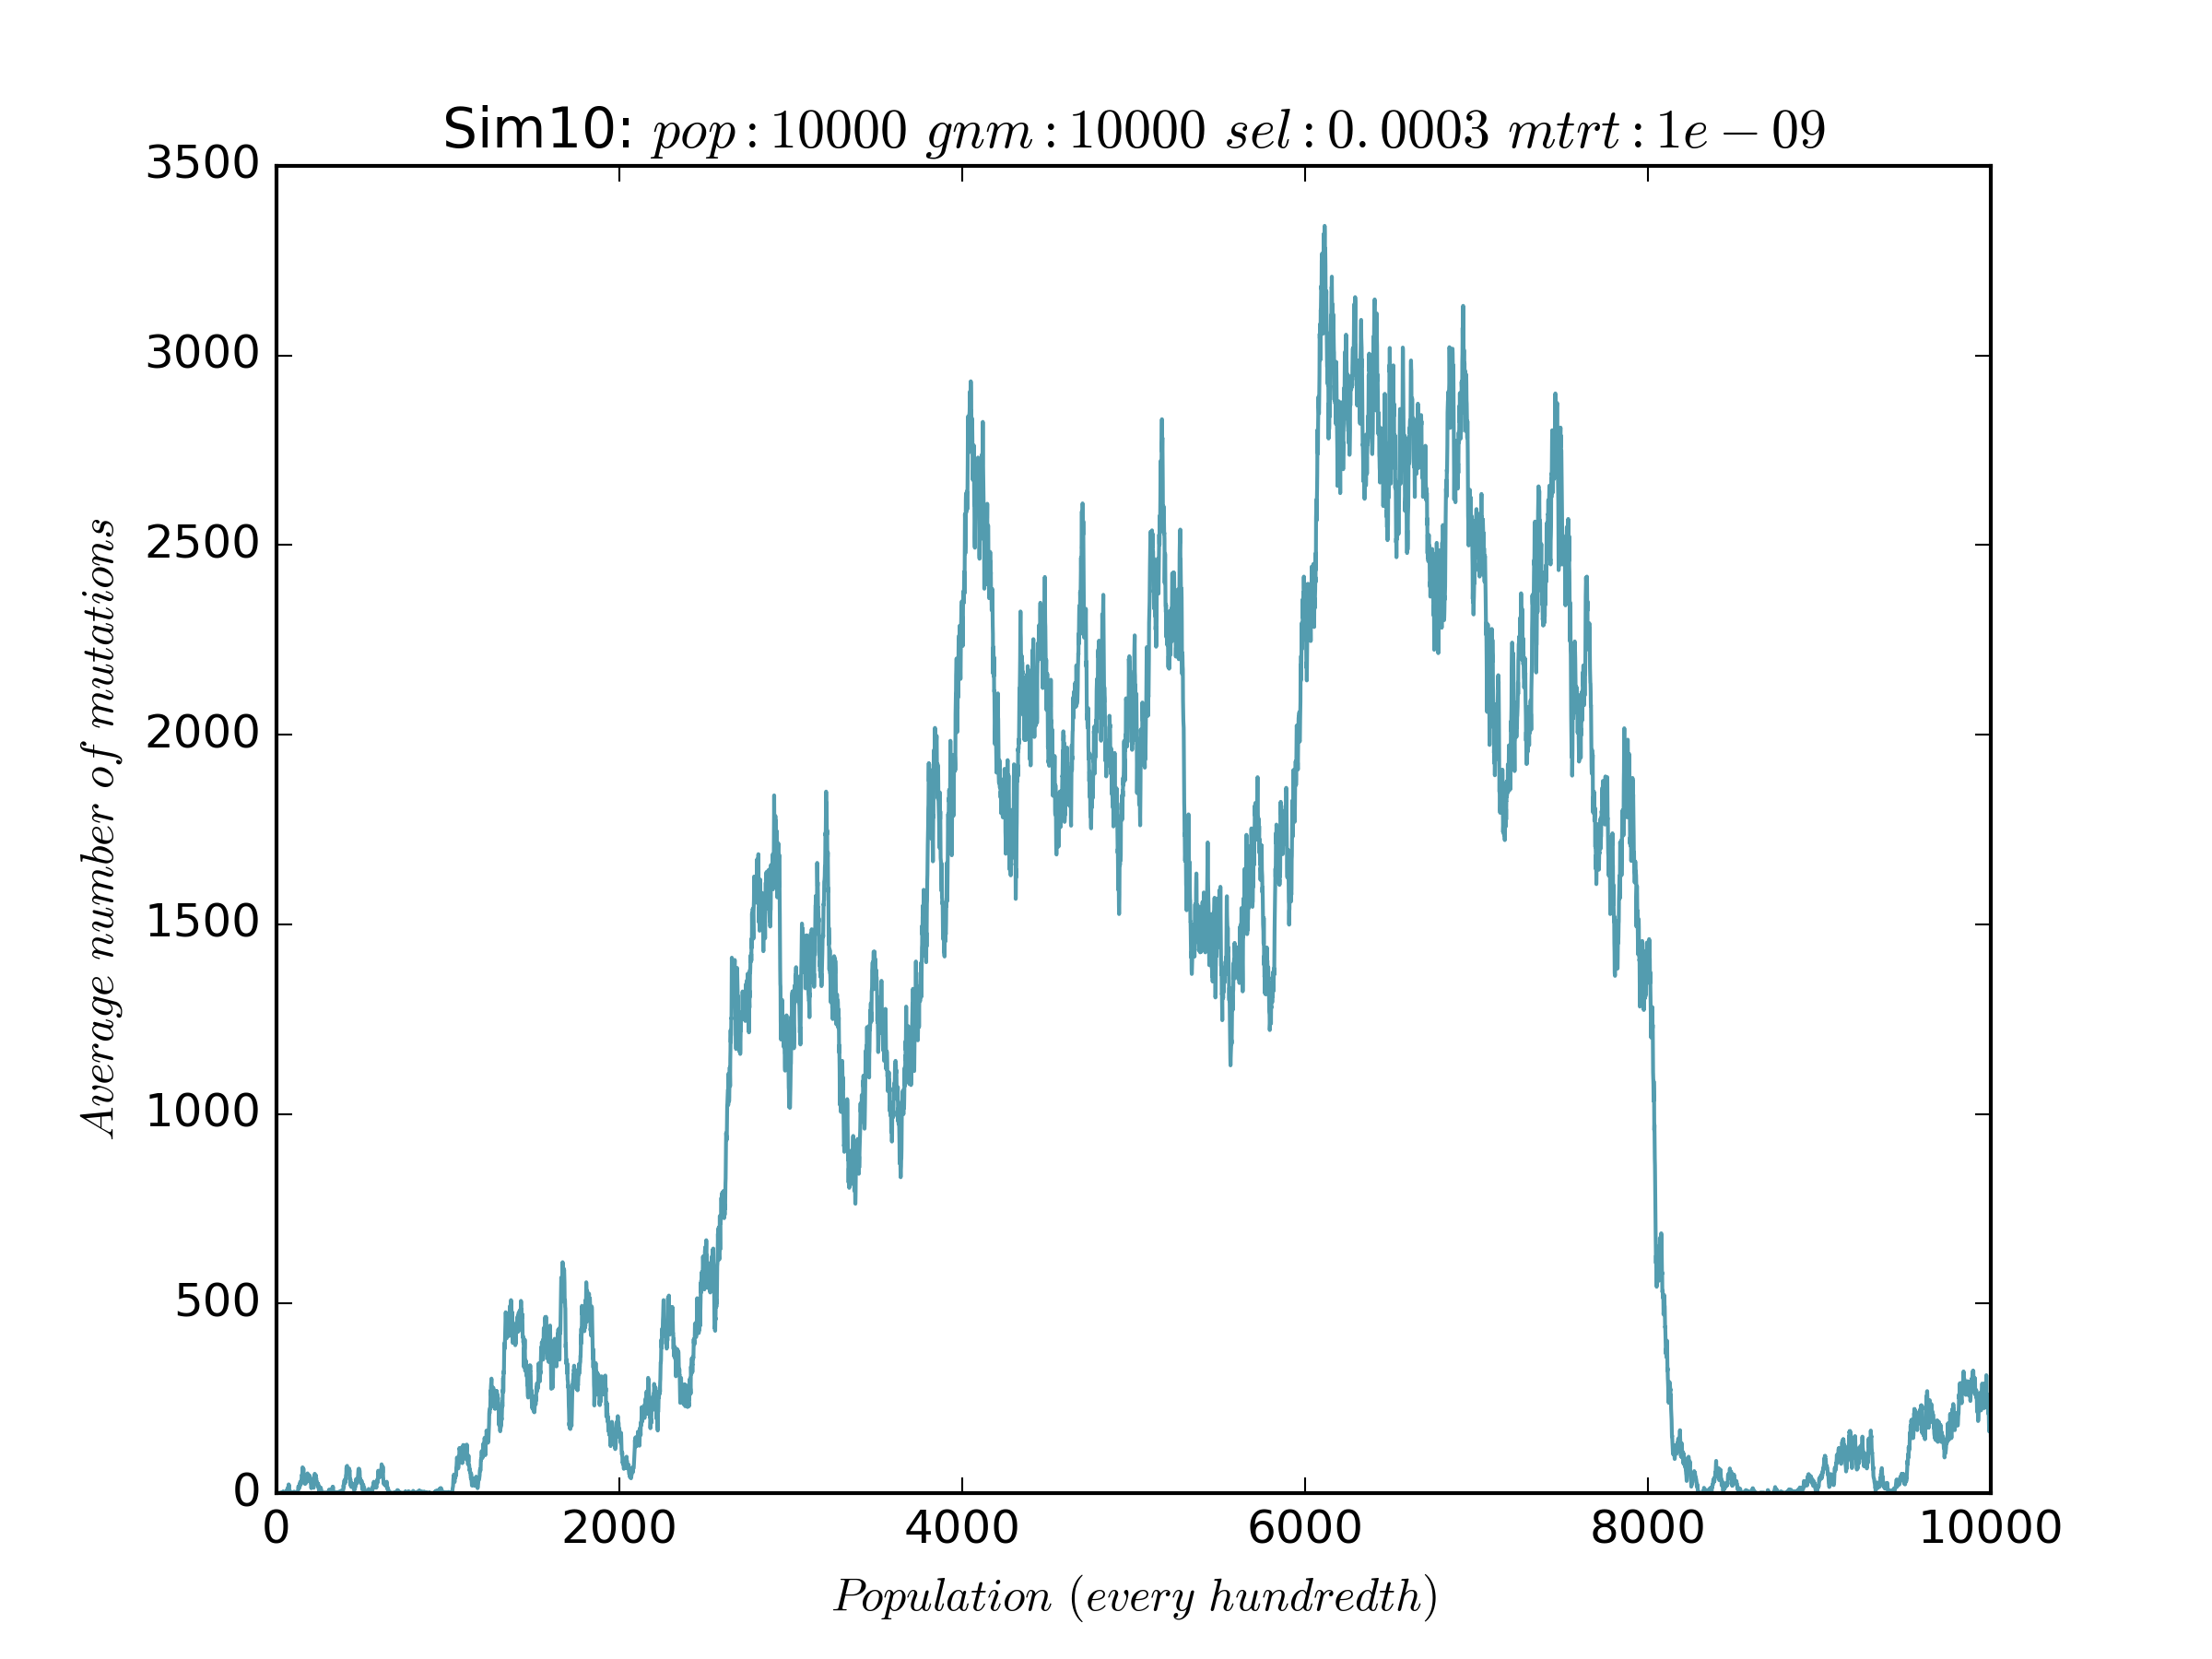 Sim10: pop : 10000 gnm : 10000 sel : 0.0003 mtrt : 1e − 09
3500
3000
2500
2000
1500
1000
500
0
Average number of mutations
0 2000 4000 6000 8000 10000
Population (every hundredth)